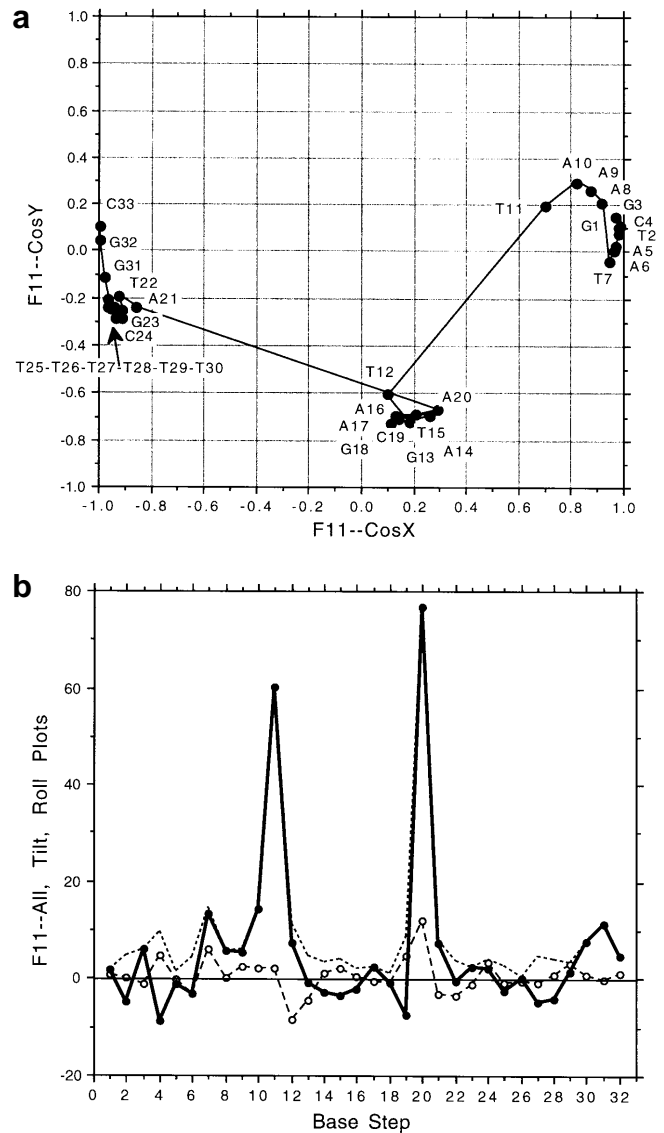 a
1.0
0.8
0.6
0.4
0.2
0.0
-0.2
-0.4
-0.6
-0.8
-1.0
F11--CosY
A10
A9
A8
G3
C4
T2
A5
A6
T7
G1
T11
C33
G32
G31
T22
A21
G23
C24
T25-T26-T27-T28-T29-T30
T12
A20
A16
A17
G18
C19
T15
G13
A14
-1.0 -0.8 -0.6 -0.4 -0.2 0.0 0.2 0.4 0.6 0.8 1.0
F11--CosX
b
80
60
40
20
0
-20
F11--All, Tilt, Roll Plots
0 2 4 6 8 10 12 14 16 18 20 22 24 26 28 30 32
Base Step